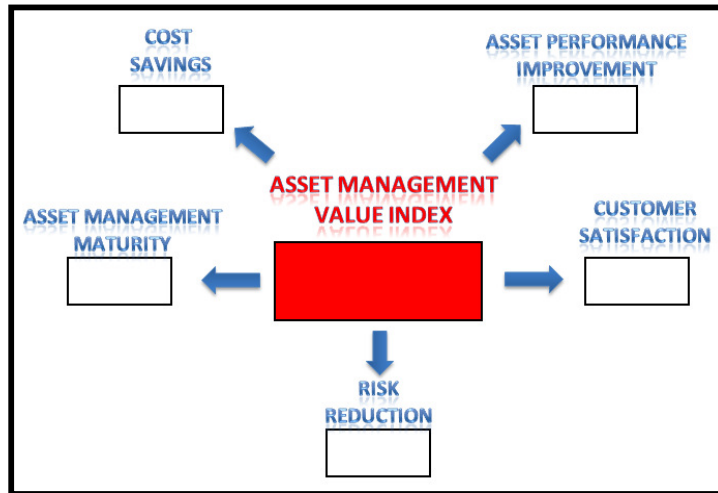 COST
SAVINGS
ASSET PERFORMANCE
IMPROVEMENT
ASSET MANAGEMENT
VALUE INDEX
ASSET MANAGEMENT
MATURITY
CUSTOMER
SATISFACTION
RISK
REDUCTION